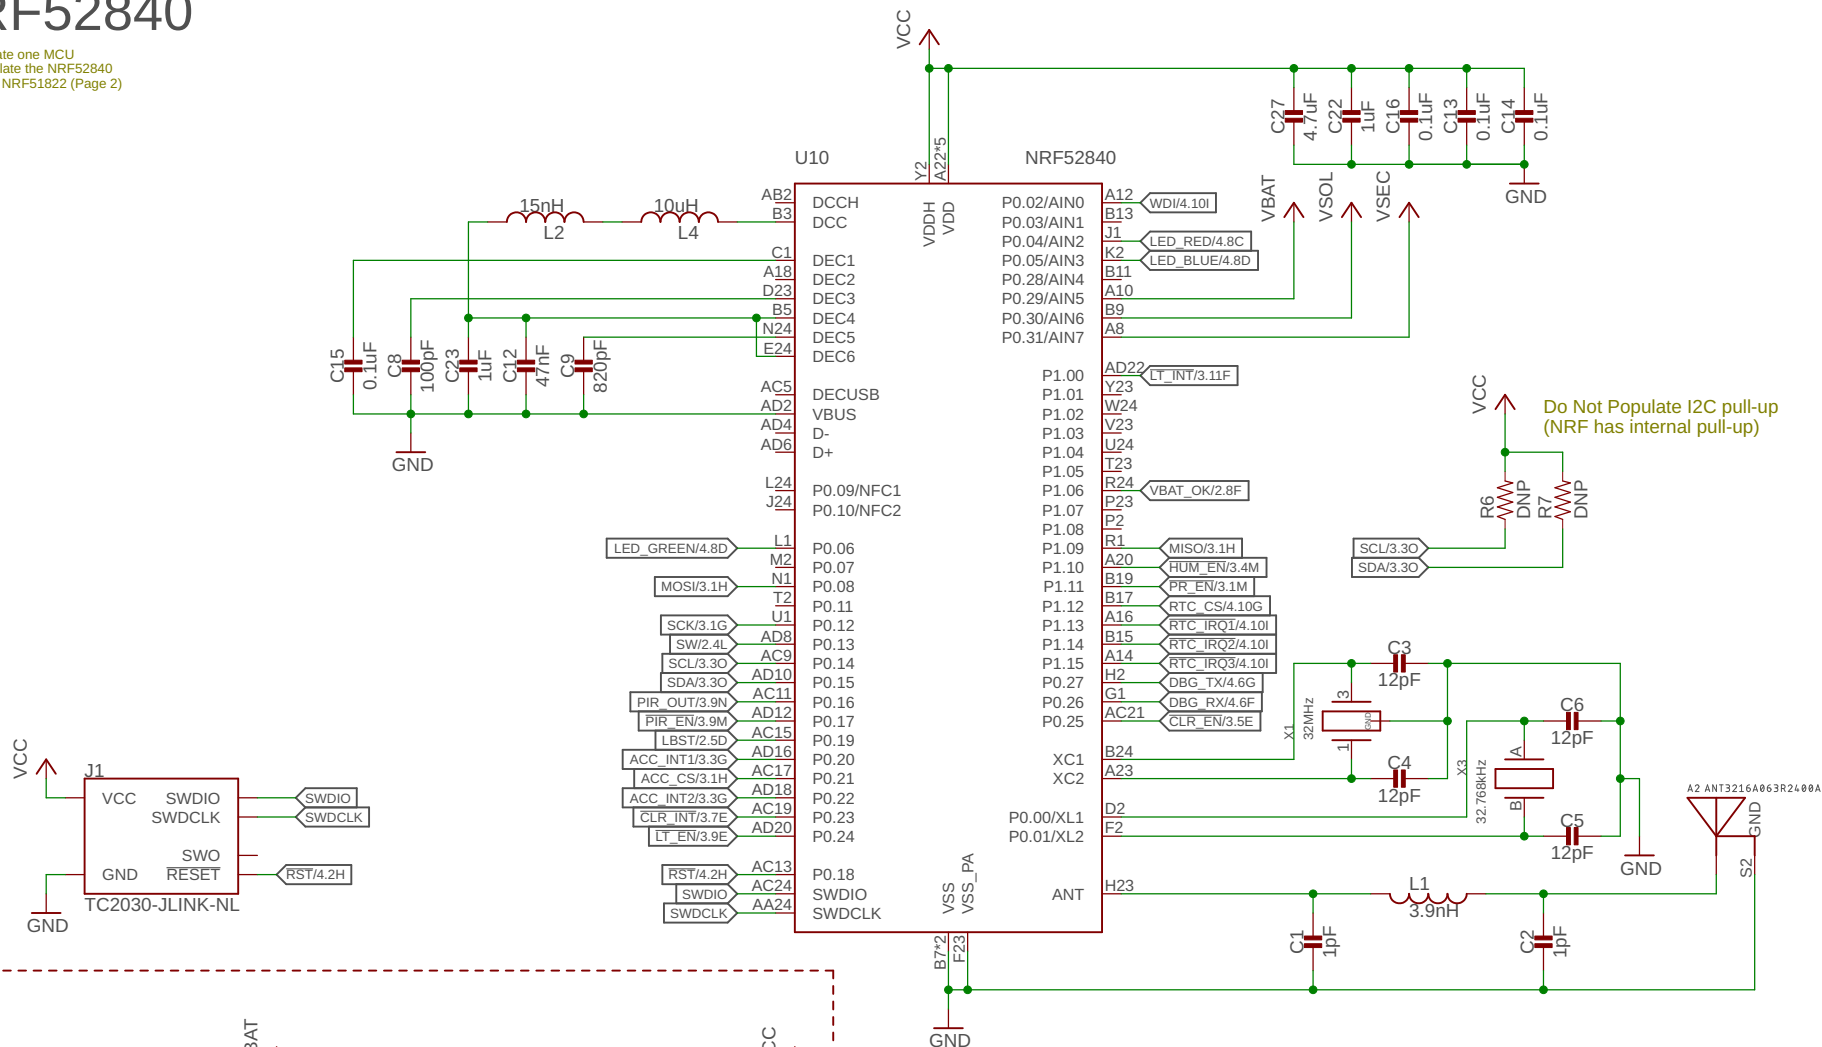 RF52840
ate one MCU
late the NRF52840
NRF51822 (Page 2)
VCC
C27
4.7uF
C22
1uF
C16
0.1uF
C13
0.1uF
C14
0.1uF
GND
VBAT
VSOL
VSEC
U10
NRF52840
Y2
A22*5
VDDH
VDD
15nH
L2
10uH
L4
AB2 DCCH
B3 DCC
C1 DEC1
A18 DEC2
D23 DEC3
B5 DEC4
N24 DEC5
E24 DEC6
AC5 DECUSB
AD2 VBUS
AD4 D-
AD6 D+
L24 P0.09/NFC1
J24 P0.10/NFC2
C15
0.1uF
C8
100pF
C23
1uF
C12
47nF
C9
820pF
GND
LED_GREEN/4.8D L1 P0.06
M2 P0.07
MOSI/3.1H N1 P0.08
T2 P0.11
SCK/3.1G U1 P0.12
SW/2.4L AD8 P0.13
SCL/3.3O AC9 P0.14
SDA/3.3O AD10 P0.15
PIR_OUT/3.9N AC11 P0.16
PIR_EN/3.9M AD12 P0.17
LBST/2.5D AC15 P0.19
ACC_INT1/3.3G AD16 P0.20
ACC_CS/3.1H AC17 P0.21
ACC_INT2/3.3G AD18 P0.22
CLR_INT/3.7E AC19 P0.23
LT_EN/3.9E AD20 P0.24
RST/4.2H AC13 P0.18
SWDIO AC24 SWDIO
SWDCLK AA24 SWDCLK
P0.02/AIN0 A12 WDI/4.10I
P0.03/AIN1 B13
P0.04/AIN2 J1 LED_RED/4.8C
P0.05/AIN3 K2 LED_BLUE/4.8D
P0.28/AIN4 B11
P0.29/AIN5 A10
P0.30/AIN6 B9
P0.31/AIN7 A8
P1.00 AD22 LT_INT/3.11F
P1.01 Y23
P1.02 W24
P1.03 V23
P1.04 U24
P1.05 T23
P1.06 R24 VBAT_OK/2.8F
P1.07 P23
P1.08 P2
P1.09 R1 MISO/3.1H
P1.10 A20 HUM_EN/3.4M
P1.11 B19 PR_EN/3.1M
P1.12 B17 RTC_CS/4.10G
P1.13 A16 RTC_IRQ1/4.10I
P1.14 B15 RTC_IRQ2/4.10I
P1.15 A14 RTC_IRQ3/4.10I
P0.27 H2 DBG_TX/4.6G
P0.26 G1 DBG_RX/4.6F
P0.25 AC21 CLR_EN/3.5E
XC1 B24
XC2 A23
P0.00/XL1 D2
P0.01/XL2 F2
ANT H23
VSS
VSS_PA
B7*2
F23
GND
VCC
Do Not Populate I2C pull-up
(NRF has internal pull-up)
R6
DNP
R7
DNP
SCL/3.3O
SDA/3.3O
C3
12pF
X1
32MHz
3
GND
1
C4
12pF
C6
12pF
X3
32.768kHz
A
B
C5
12pF
GND
A2 ANT3216A063R2400A
GND
S2
L1
3.9nH
C1
1pF
C2
1pF
VCC
J1
VCC SWDIO SWDIO
SWDCLK SWDCLK
SWO
GND RESET RST/4.2H
TC2030-JLINK-NL
GND
BAT
CC